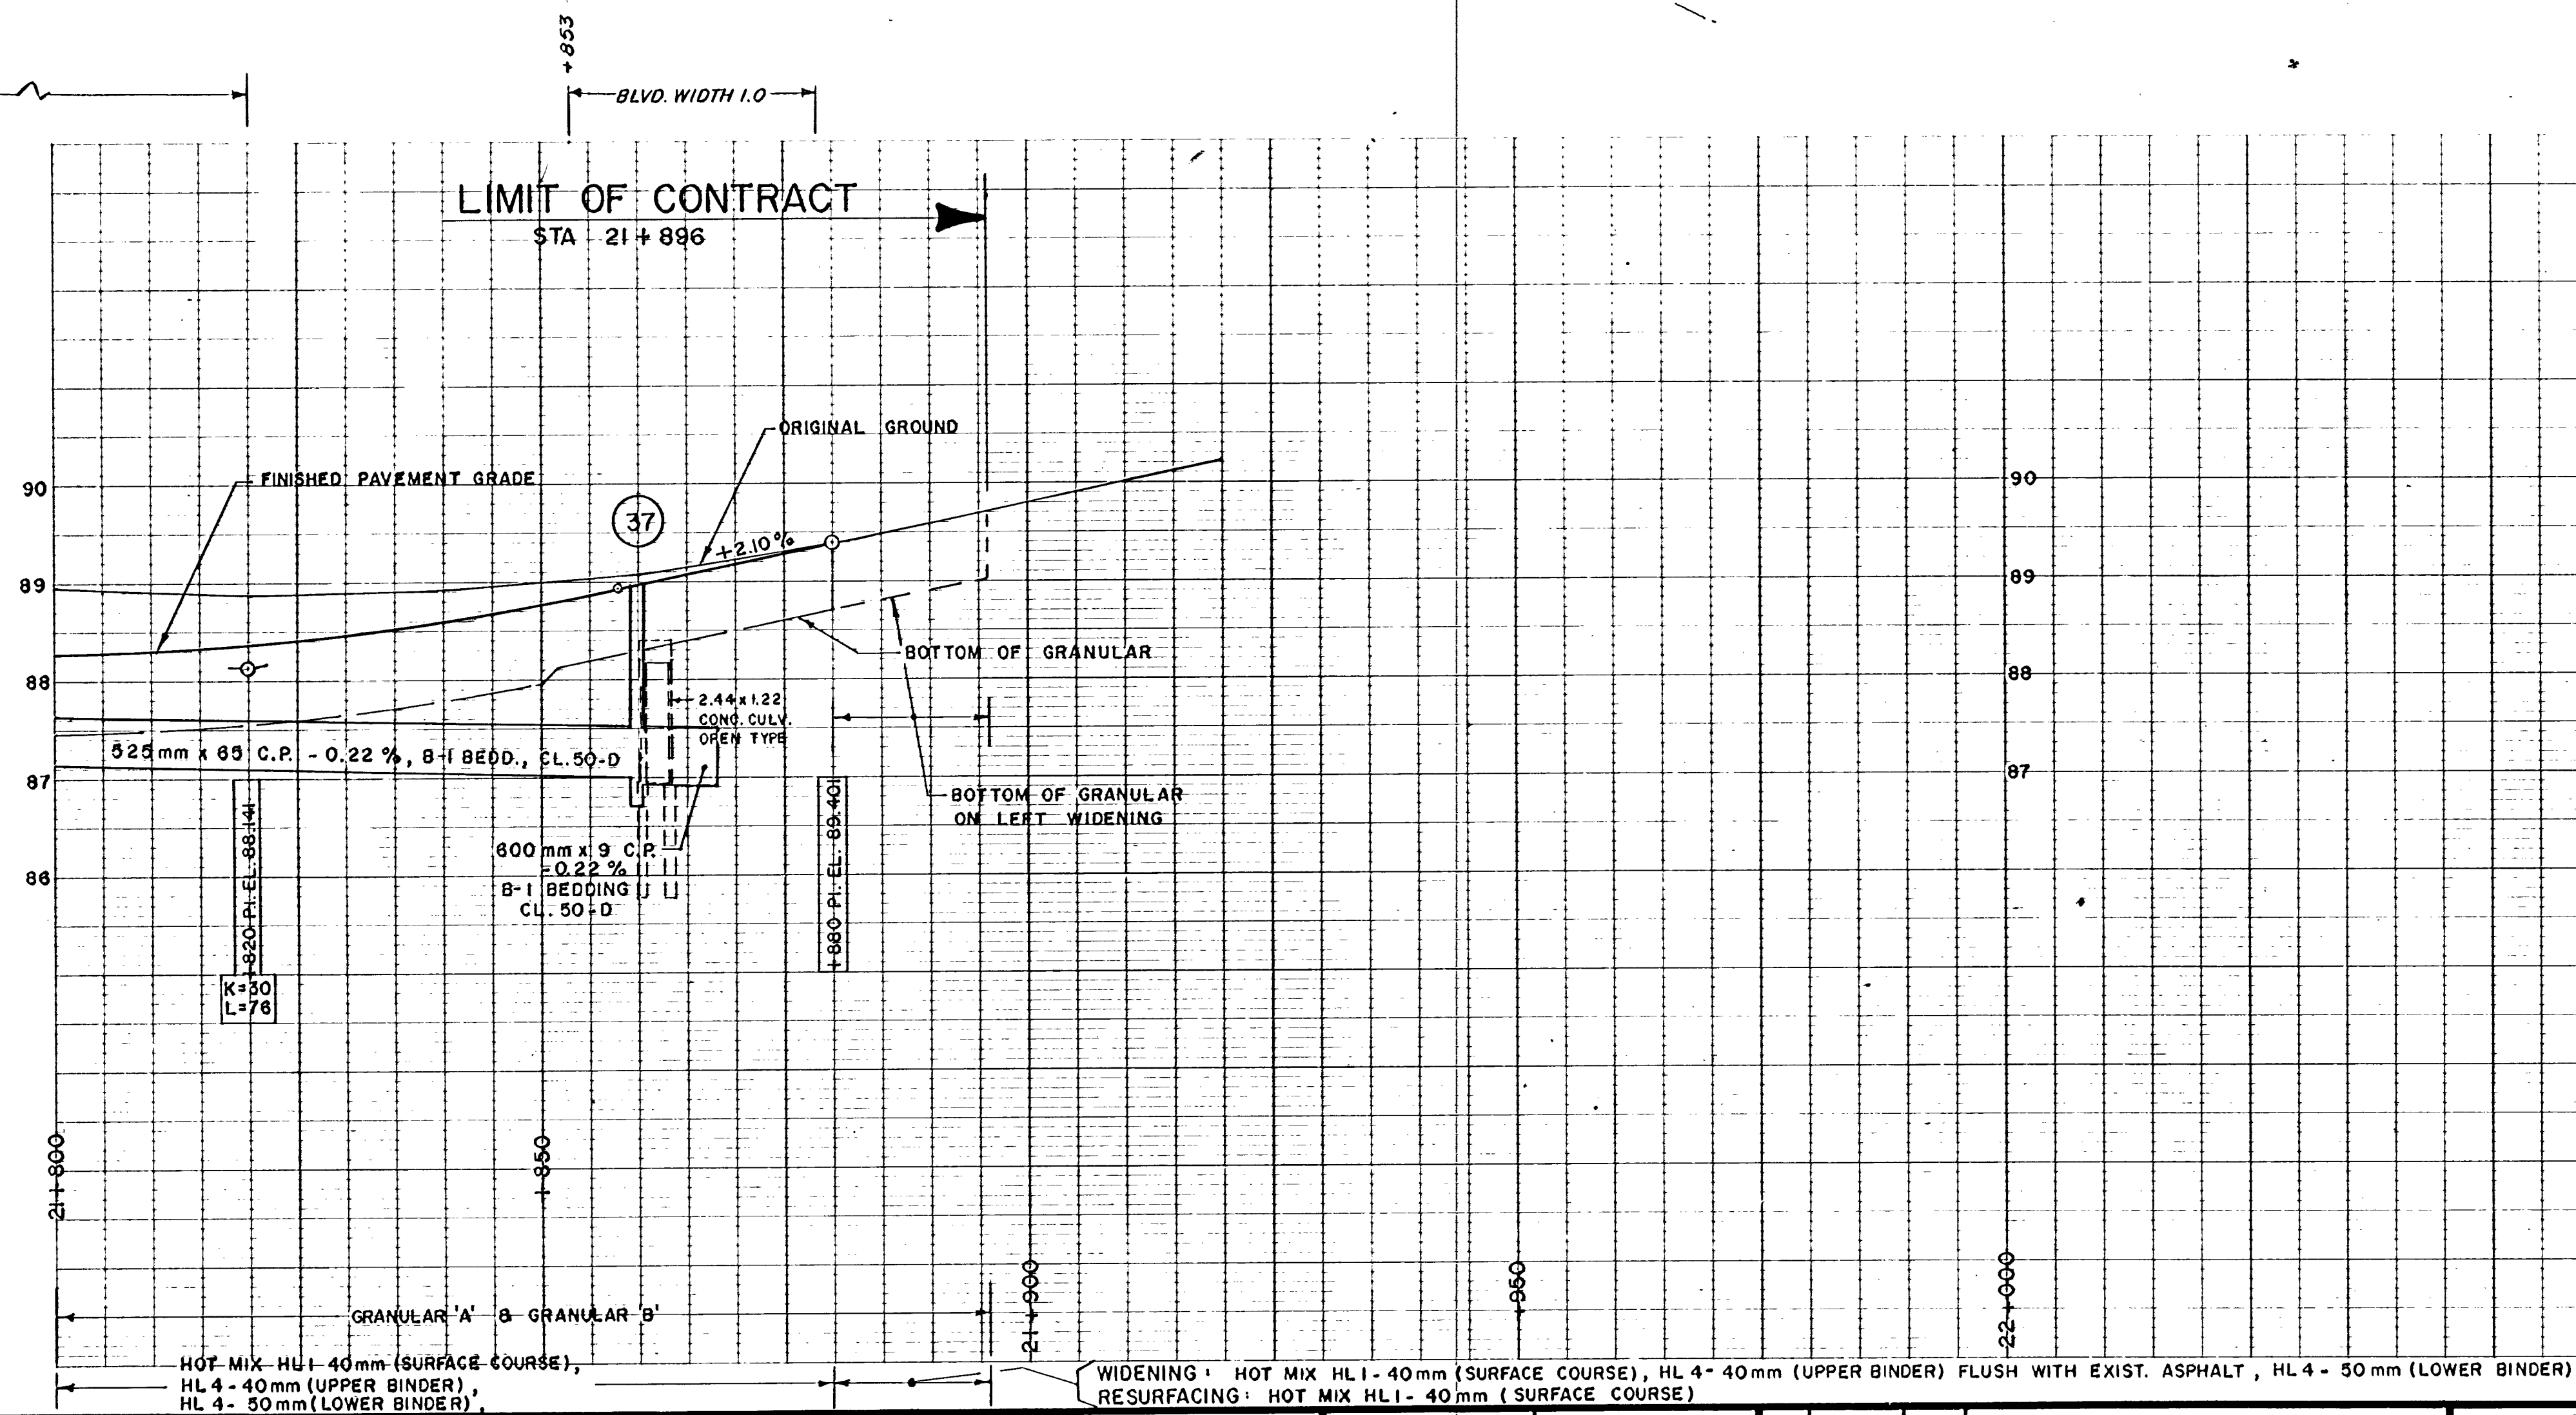 +853
BLVD. WIDTH 1.0
LIMIT OF CONTRACT
STA 21+896
ORIGINAL GROUND
FINISHED PAVEMENT GRADE
90
90
37
+2.10%
89
89
BOTTOM OF GRANULAR
88
88
2.44x1.22
CONC. CULV.
OPEN TYPE
525mm x 65 C.P. - 0.22 %, B-1 BEDD., CL.50-D
87
87
BOTTOM OF GRANULAR
ON LEFT WIDENING
+820 P.I. EL. 88.141
+880 P.I. EL. 89.401
600mm x 9 C.P.
-0.22 %
B-1 BEDDING
CL. 50-D
86
K=30
L=76
21+800
+850
21+900
+950
22+000
GRANULAR 'A' & GRANULAR 'B'
HOT MIX HL1-40mm (SURFACE COURSE),
HL4-40mm (UPPER BINDER),
HL4-50mm (LOWER BINDER),
WIDENING: HOT MIX HL1-40mm (SURFACE COURSE), HL4-40mm (UPPER BINDER) FLUSH WITH EXIST. ASPHALT, HL4-50mm (LOWER BINDER)
RESURFACING: HOT MIX HL1-40mm (SURFACE COURSE)